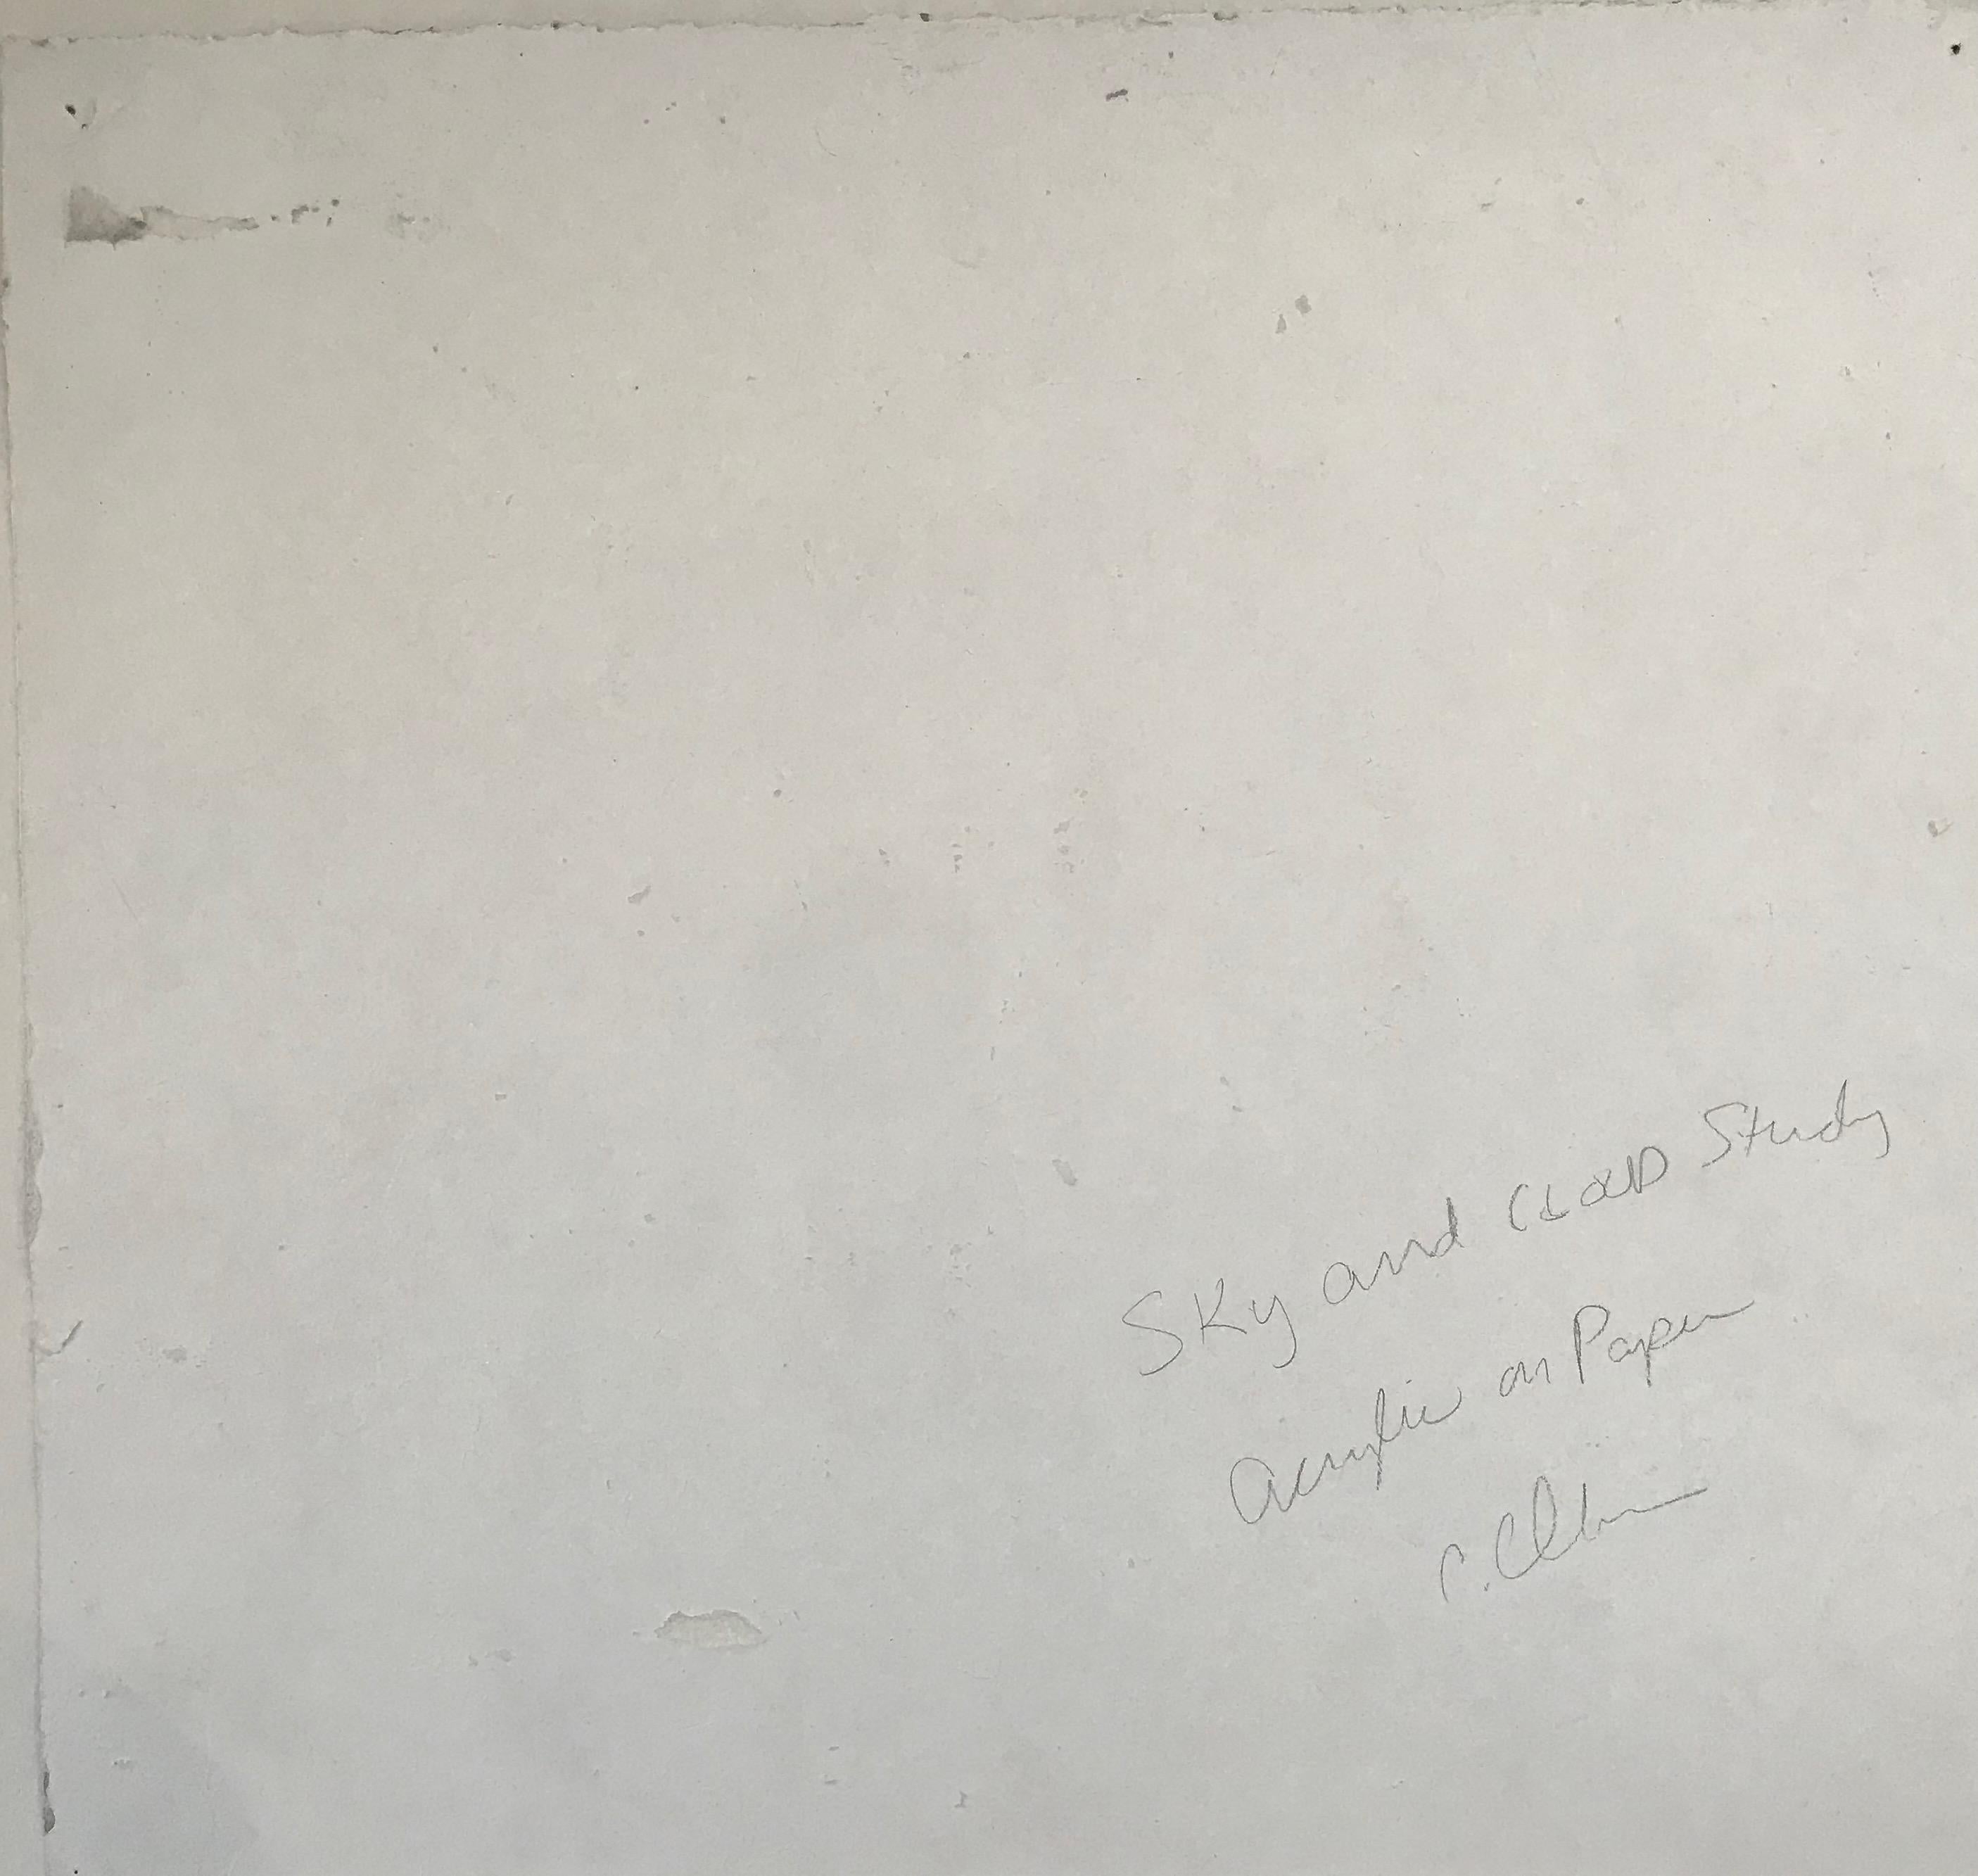 Sky and CLOUD Study
Acrylic on Paper
C.